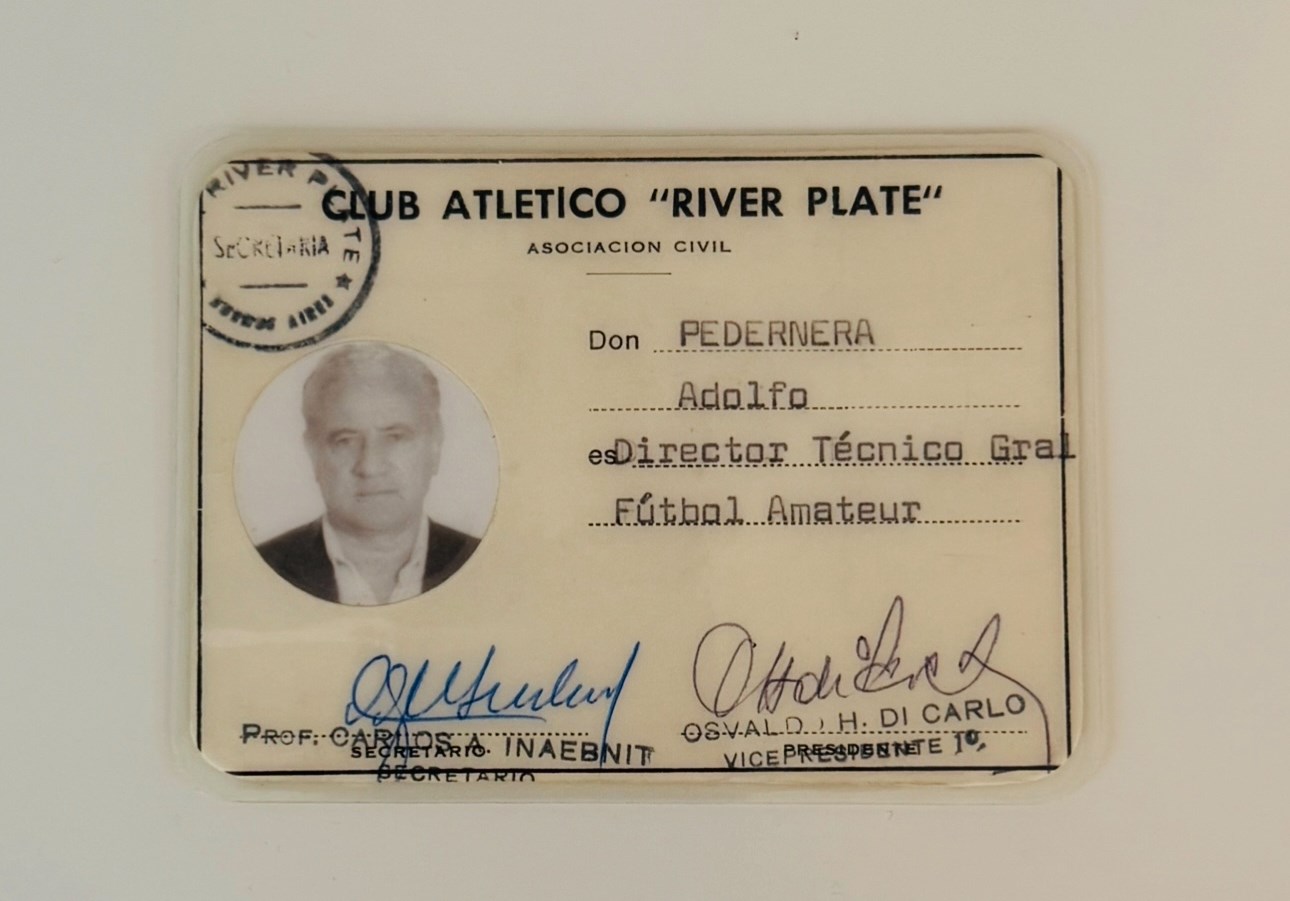 RIVER PLATE
SECRETARIA
BUENOS AIRES
CLUB ATLETICO “RIVER PLATE“
ASOCIACION CIVIL
Don PEDERNERA
Adolfo
es Director Técnico Gral
Fútbol Amateur
PROF. CARLOS A. INAEBNIT
SECRETARIO
SECRETARIO
OSVALDO H. DI CARLO
PRESIDENTE
VICEPRESIDENTE 1º,